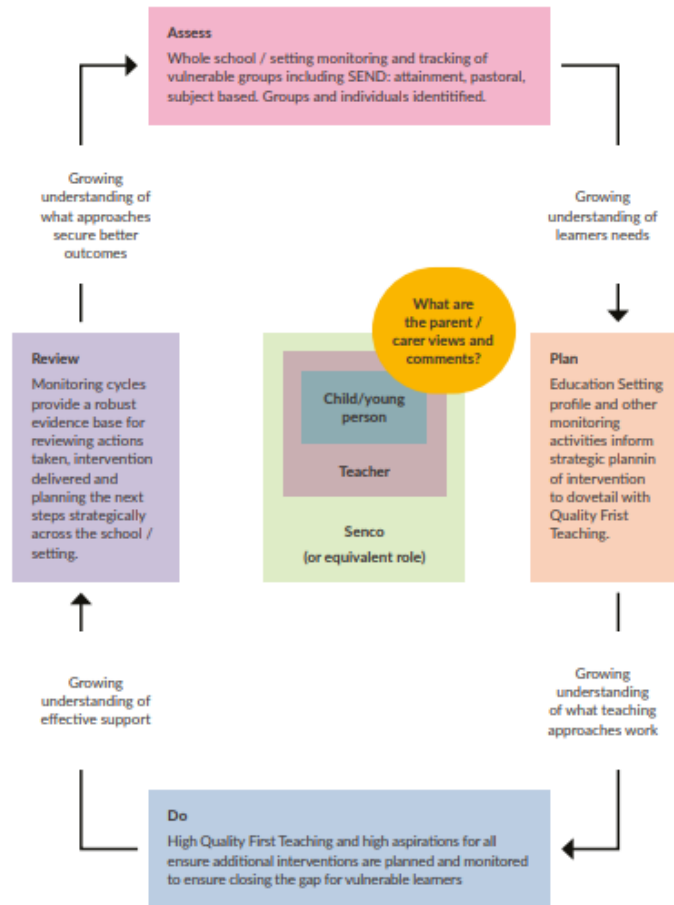 Assess
Whole school / setting monitoring and tracking of
vulnerable groups including SEND: attainment, pastoral,
subject based. Groups and individuals identitified.
Growing
understanding of
what approaches
secure better
outcomes
Growing
understanding of
learners needs
What are
the parent /
carer views and
comments?
Review
Monitoring cycles
provide a robust
evidence base for
reviewing actions
taken, intervention
delivered and
planning the next
steps strategically
across the school /
setting.
Child/young
person
Teacher
Senco
(or equivalent role)
Plan
Education Setting
profile and other
monitoring
activities inform
strategic plannin
of intervention
to dovetail with
Quality Frist
Teaching.
Growing
understanding of
effective support
Growing
understanding
of what teaching
approaches work
Do
High Quality First Teaching and high aspirations for all
ensure additional interventions are planned and monitored
to ensure closing the gap for vulnerable learners